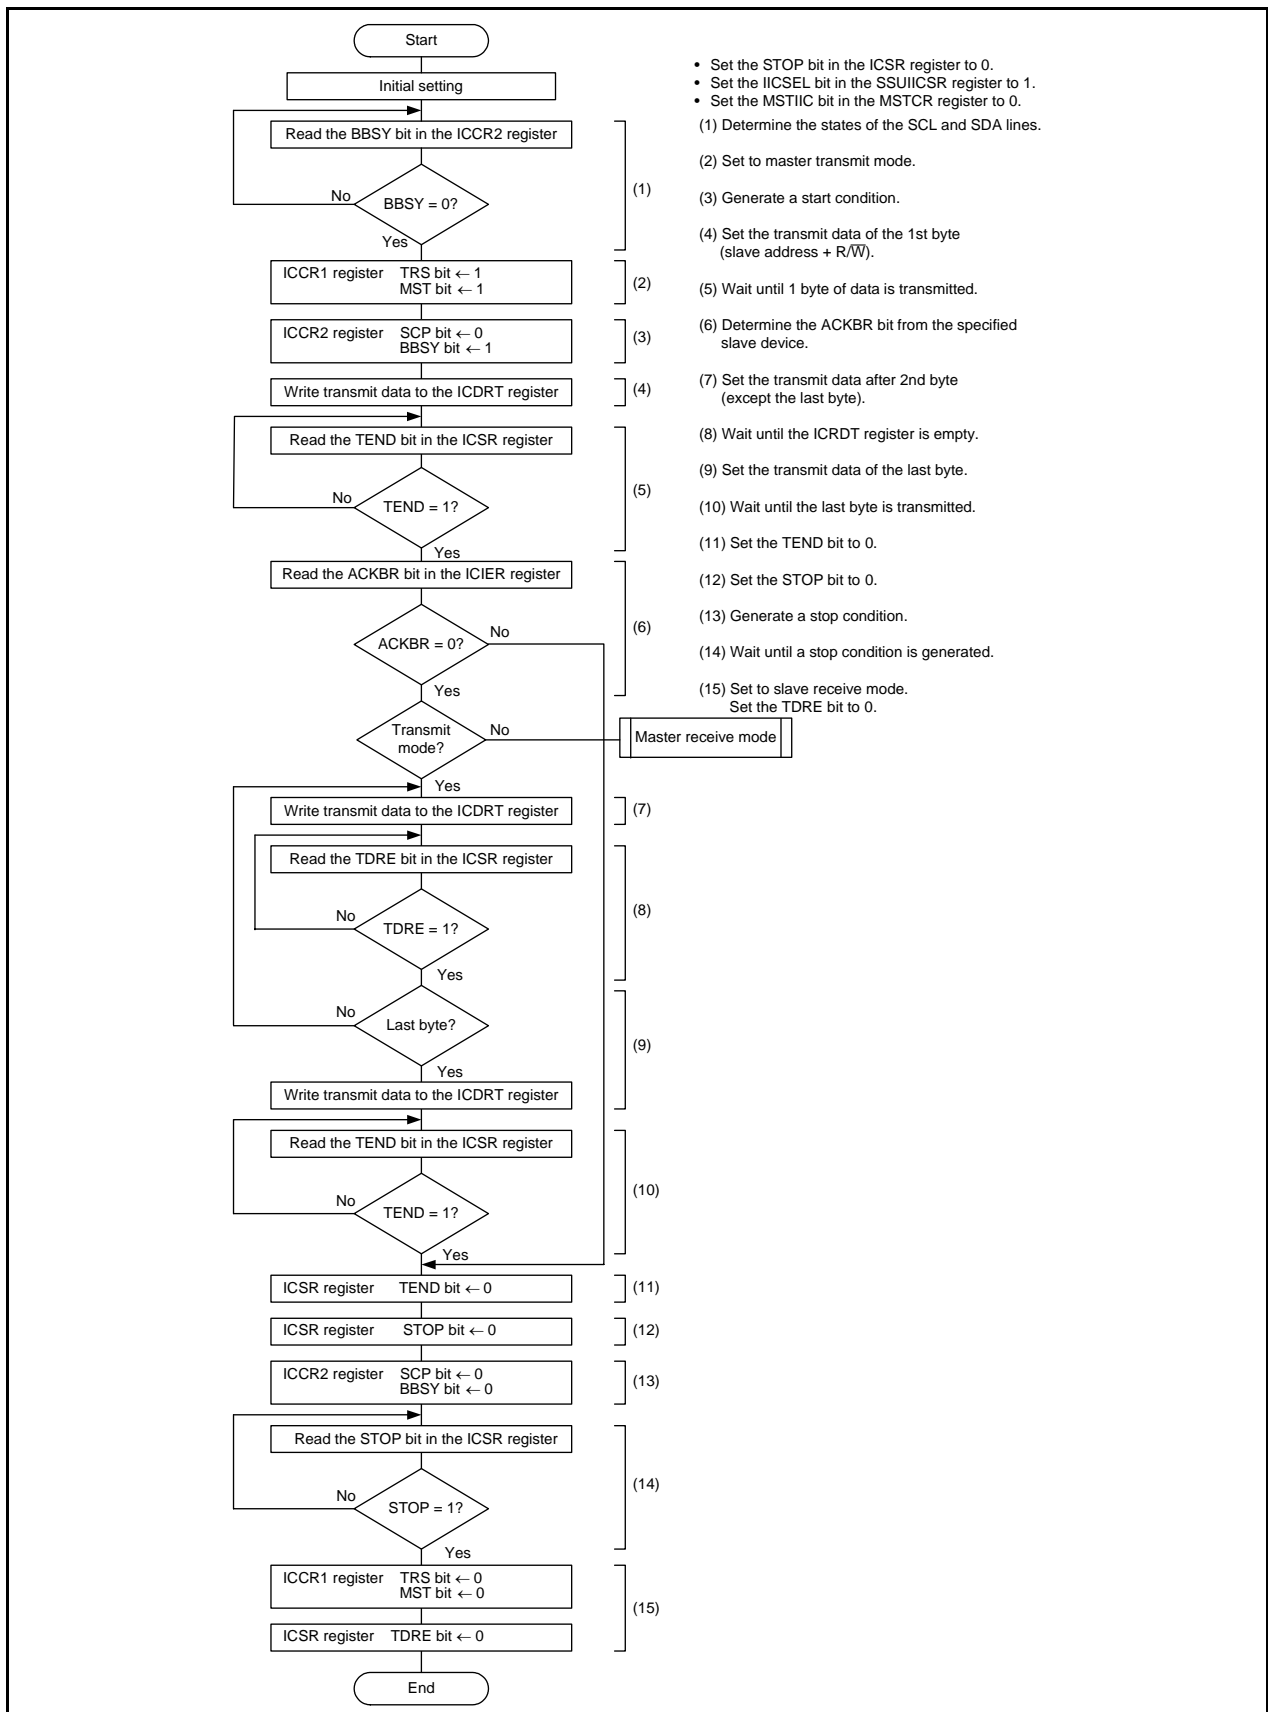 Start
Initial setting
Read the BBSY bit in the ICCR2 register
No
BBSY = 0?
Yes
(1)
ICCR1 register TRS bit ← 1
MST bit ← 1
(2)
ICCR2 register SCP bit ← 0
BBSY bit ← 1
(3)
Write transmit data to the ICDRT register
(4)
Read the TEND bit in the ICSR register
No
TEND = 1?
Yes
(5)
Read the ACKBR bit in the ICIER register
ACKBR = 0?
No
Yes
(6)
Transmit
mode?
No
Master receive mode
Yes
Write transmit data to the ICDRT register
(7)
Read the TDRE bit in the ICSR register
No
TDRE = 1?
Yes
(8)
No
Last byte?
Yes
Write transmit data to the ICDRT register
(9)
Read the TEND bit in the ICSR register
No
TEND = 1?
Yes
(10)
ICSR register TEND bit ← 0
(11)
ICSR register STOP bit ← 0
(12)
ICCR2 register SCP bit ← 0
BBSY bit ← 0
(13)
Read the STOP bit in the ICSR register
No
STOP = 1?
Yes
(14)
ICCR1 register TRS bit ← 0
MST bit ← 0
ICSR register TDRE bit ← 0
(15)
End
• Set the STOP bit in the ICSR register to 0.
• Set the IICSEL bit in the SSUIICSR register to 1.
• Set the MSTIIC bit in the MSTCR register to 0.
(1) Determine the states of the SCL and SDA lines.
(2) Set to master transmit mode.
(3) Generate a start condition.
(4) Set the transmit data of the 1st byte
(slave address + R/W̅).
(5) Wait until 1 byte of data is transmitted.
(6) Determine the ACKBR bit from the specified
slave device.
(7) Set the transmit data after 2nd byte
(except the last byte).
(8) Wait until the ICRDT register is empty.
(9) Set the transmit data of the last byte.
(10) Wait until the last byte is transmitted.
(11) Set the TEND bit to 0.
(12) Set the STOP bit to 0.
(13) Generate a stop condition.
(14) Wait until a stop condition is generated.
(15) Set to slave receive mode.
Set the TDRE bit to 0.